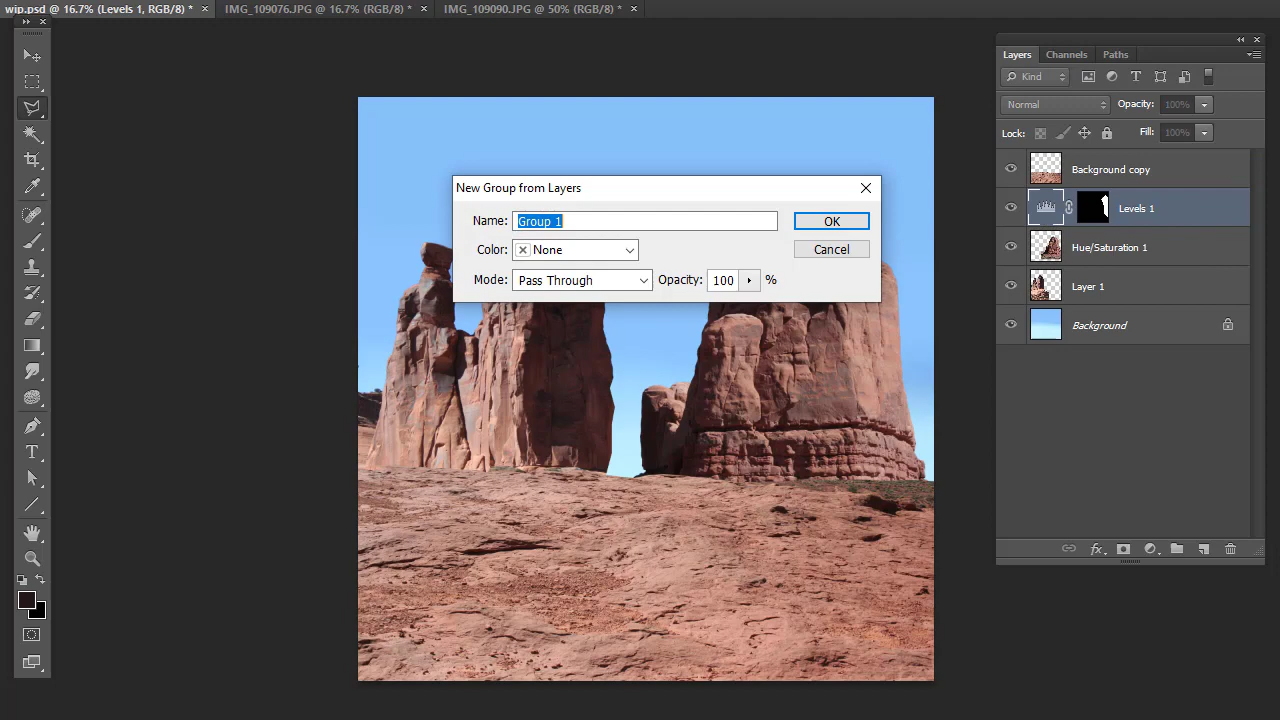 wip.psd @ 16.7% (Levels 1, RGB/8) *
IMG_109076.JPG @ 16.7% (RGB/8) *
IMG_109090.JPG @ 50% (RGB/8) *
New Group from Layers
Name: Group 1
OK
Color: None
Cancel
Mode: Pass Through Opacity: 100 %
Layers Channels Paths
Kind
Normal Opacity: 100%
Lock: Fill: 100%
Background copy
Levels 1
Hue/Saturation 1
Layer 1
Background
fx